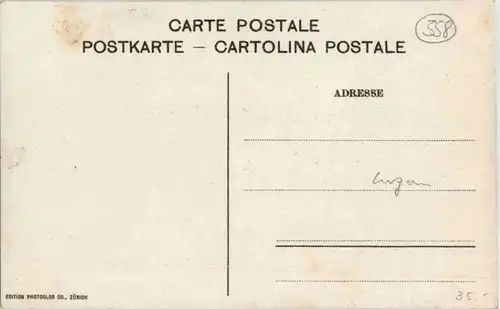 CARTE POSTALE
358
POSTKARTE — CARTOLINA POSTALE
ADRESSE
EDITION PHOTOGLOB CO., ZÜRICH
35.-